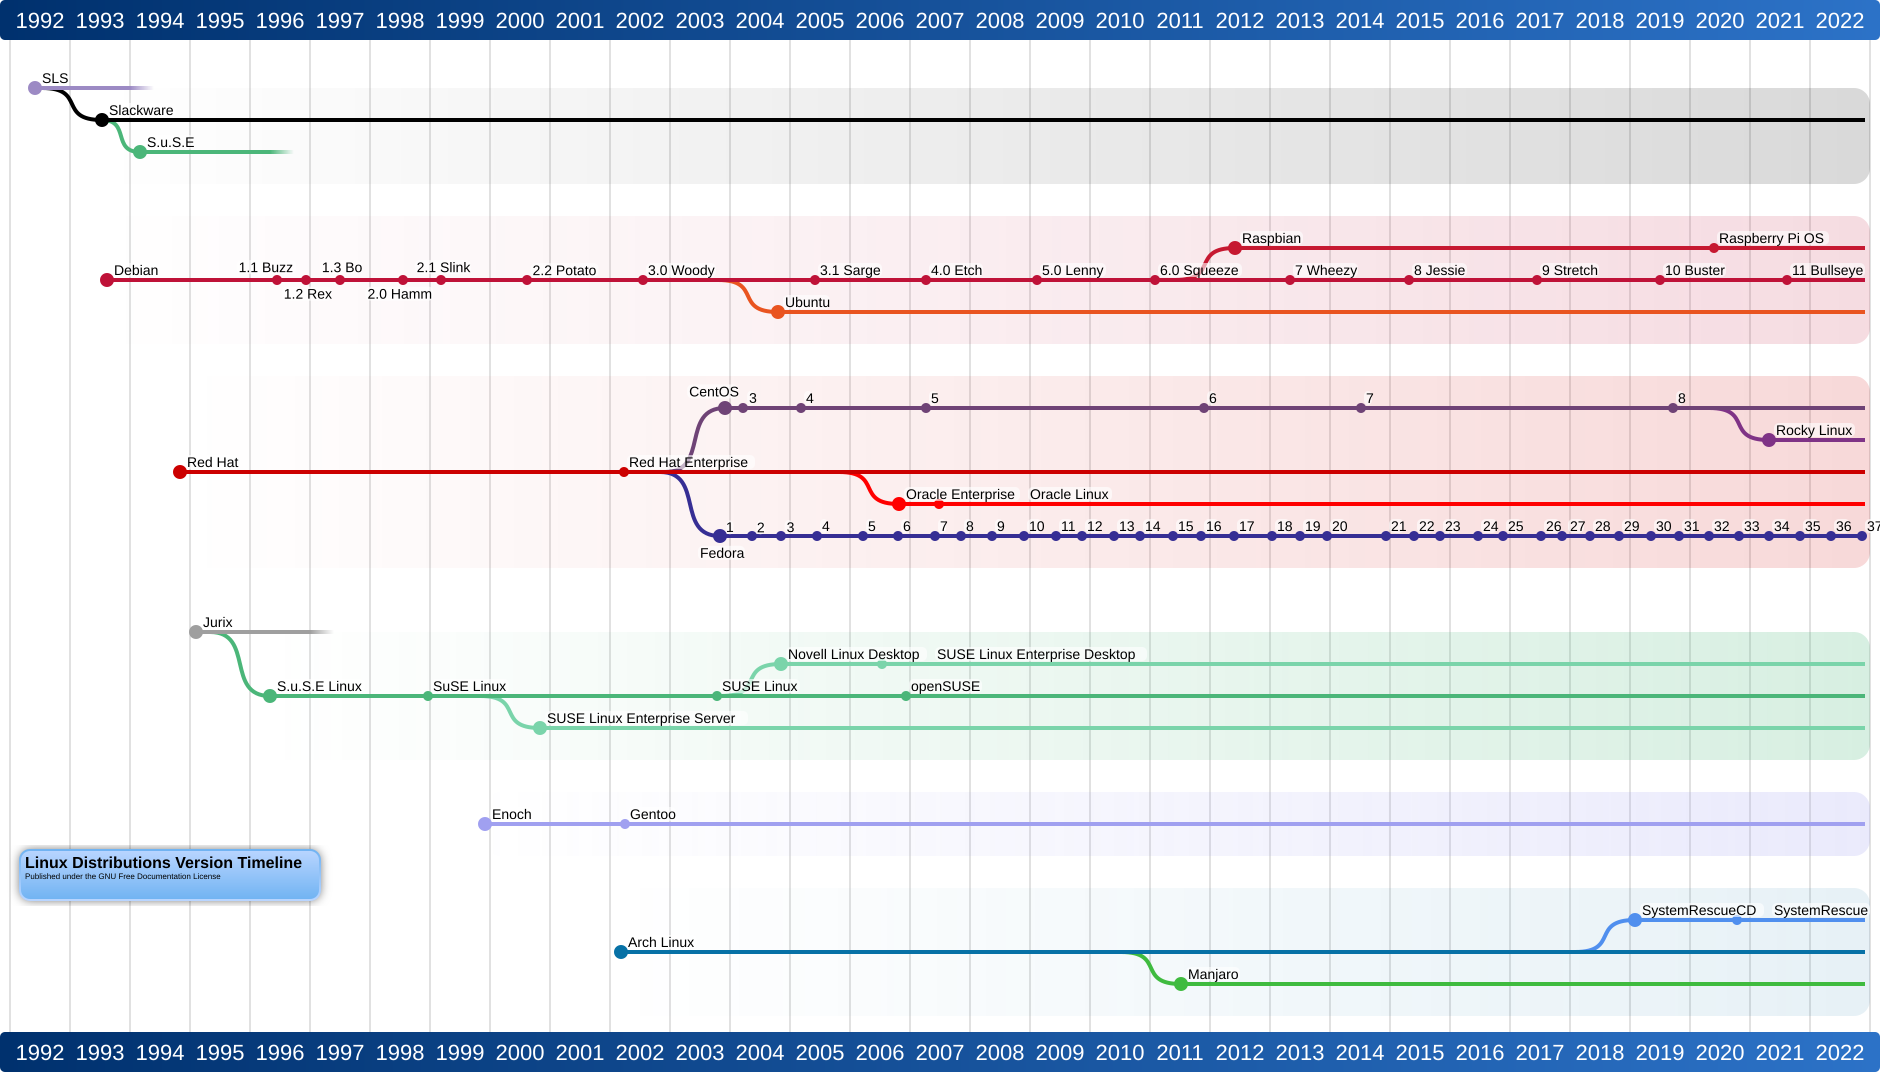 1992 1993 1994 1995 1996 1997 1998 1999 2000 2001 2002 2003 2004 2005 2006 2007 2008 2009 2010 2011 2012 2013 2014 2015 2016 2017 2018 2019 2020 2021 2022
SLS
Slackware
S.u.S.E
Raspbian Raspberry Pi OS
1.1 Buzz 1.3 Bo 2.1 Slink
Debian 2.2 Potato 3.0 Woody 3.1 Sarge 4.0 Etch 5.0 Lenny 6.0 Squeeze 7 Wheezy 8 Jessie 9 Stretch 10 Buster 11 Bullseye
1.2 Rex 2.0 Hamm
Ubuntu
CentOS 3 4 5 6 7 8
Rocky Linux
Red Hat Red Hat Enterprise
Oracle Enterprise Oracle Linux
1 2 3 4 5 6 7 8 9 10 11 12 13 14 15 16 17 18 19 20 21 22 23 24 25 26 27 28 29 30 31 32 33 34 35 36 37
Fedora
Jurix
Novell Linux Desktop SUSE Linux Enterprise Desktop
S.u.S.E Linux SuSE Linux SUSE Linux openSUSE
SUSE Linux Enterprise Server
Enoch Gentoo
Linux Distributions Version Timeline
Published under the GNU Free Documentation License
SystemRescueCD SystemRescue
Arch Linux
Manjaro
1992 1993 1994 1995 1996 1997 1998 1999 2000 2001 2002 2003 2004 2005 2006 2007 2008 2009 2010 2011 2012 2013 2014 2015 2016 2017 2018 2019 2020 2021 2022